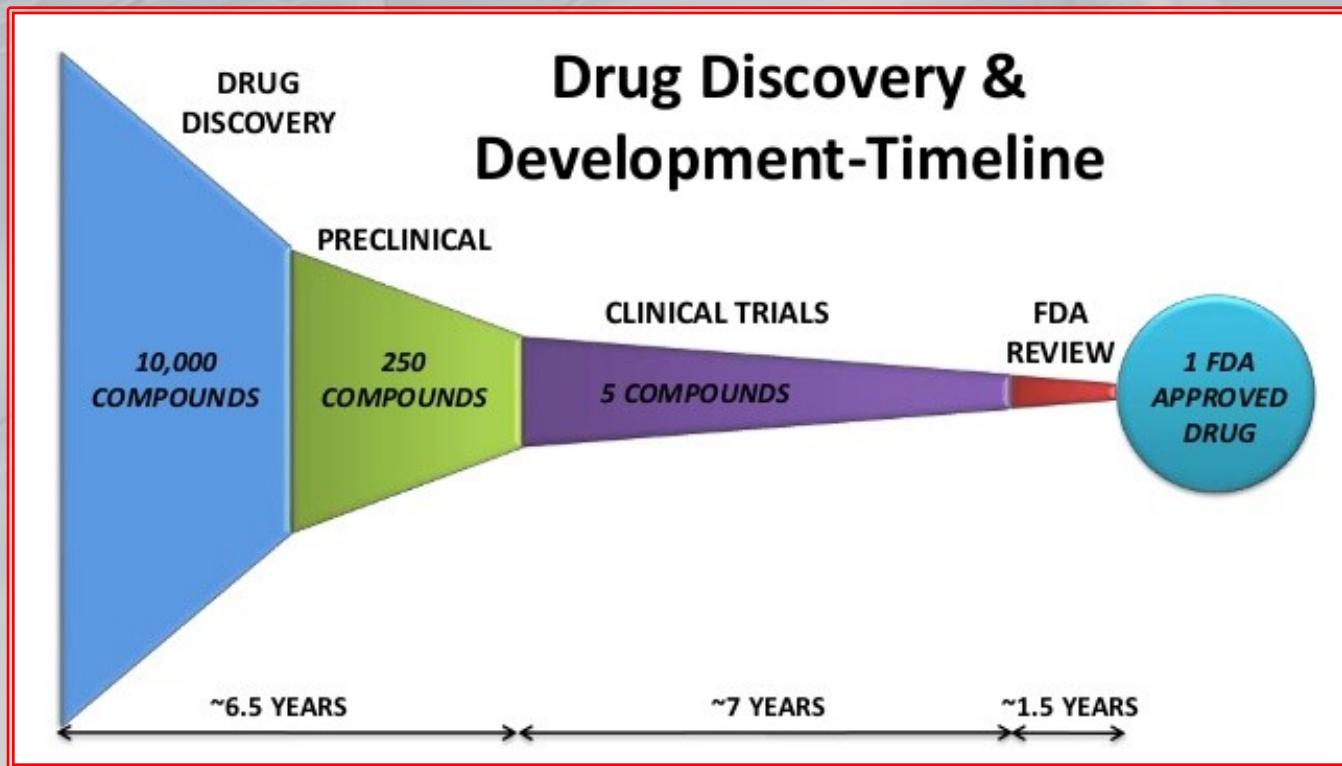 Drug Discovery &
Development-Timeline
DRUG
DISCOVERY
PRECLINICAL
CLINICAL TRIALS
FDA
REVIEW
10,000
COMPOUNDS
250
COMPOUNDS
5 COMPOUNDS
1 FDA
APPROVED
DRUG
~6.5 YEARS
~7 YEARS
~1.5 YEARS